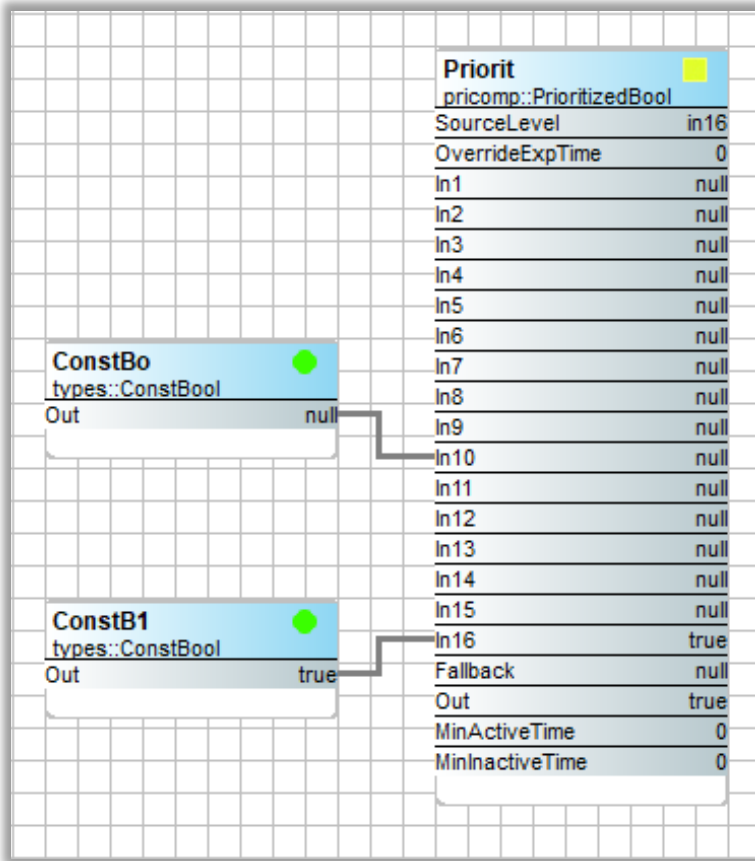 Priorit
pricomp::PrioritizedBool
SourceLevel in16
OverrideExpTime 0
In1 null
In2 null
In3 null
In4 null
In5 null
In6 null
In7 null
In8 null
In9 null
In10 null
In11 null
In12 null
In13 null
In14 null
In15 null
In16 true
Fallback null
Out true
MinActiveTime 0
MinInactiveTime 0
ConstBo
types::ConstBool
Out null
ConstB1
types::ConstBool
Out true